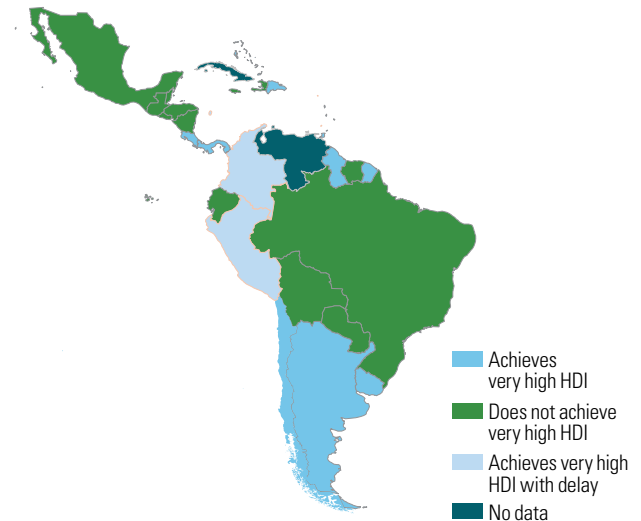 Achieves
very high HDI
Does not achieve
very high HDI
Achieves very high
HDI with delay
No data